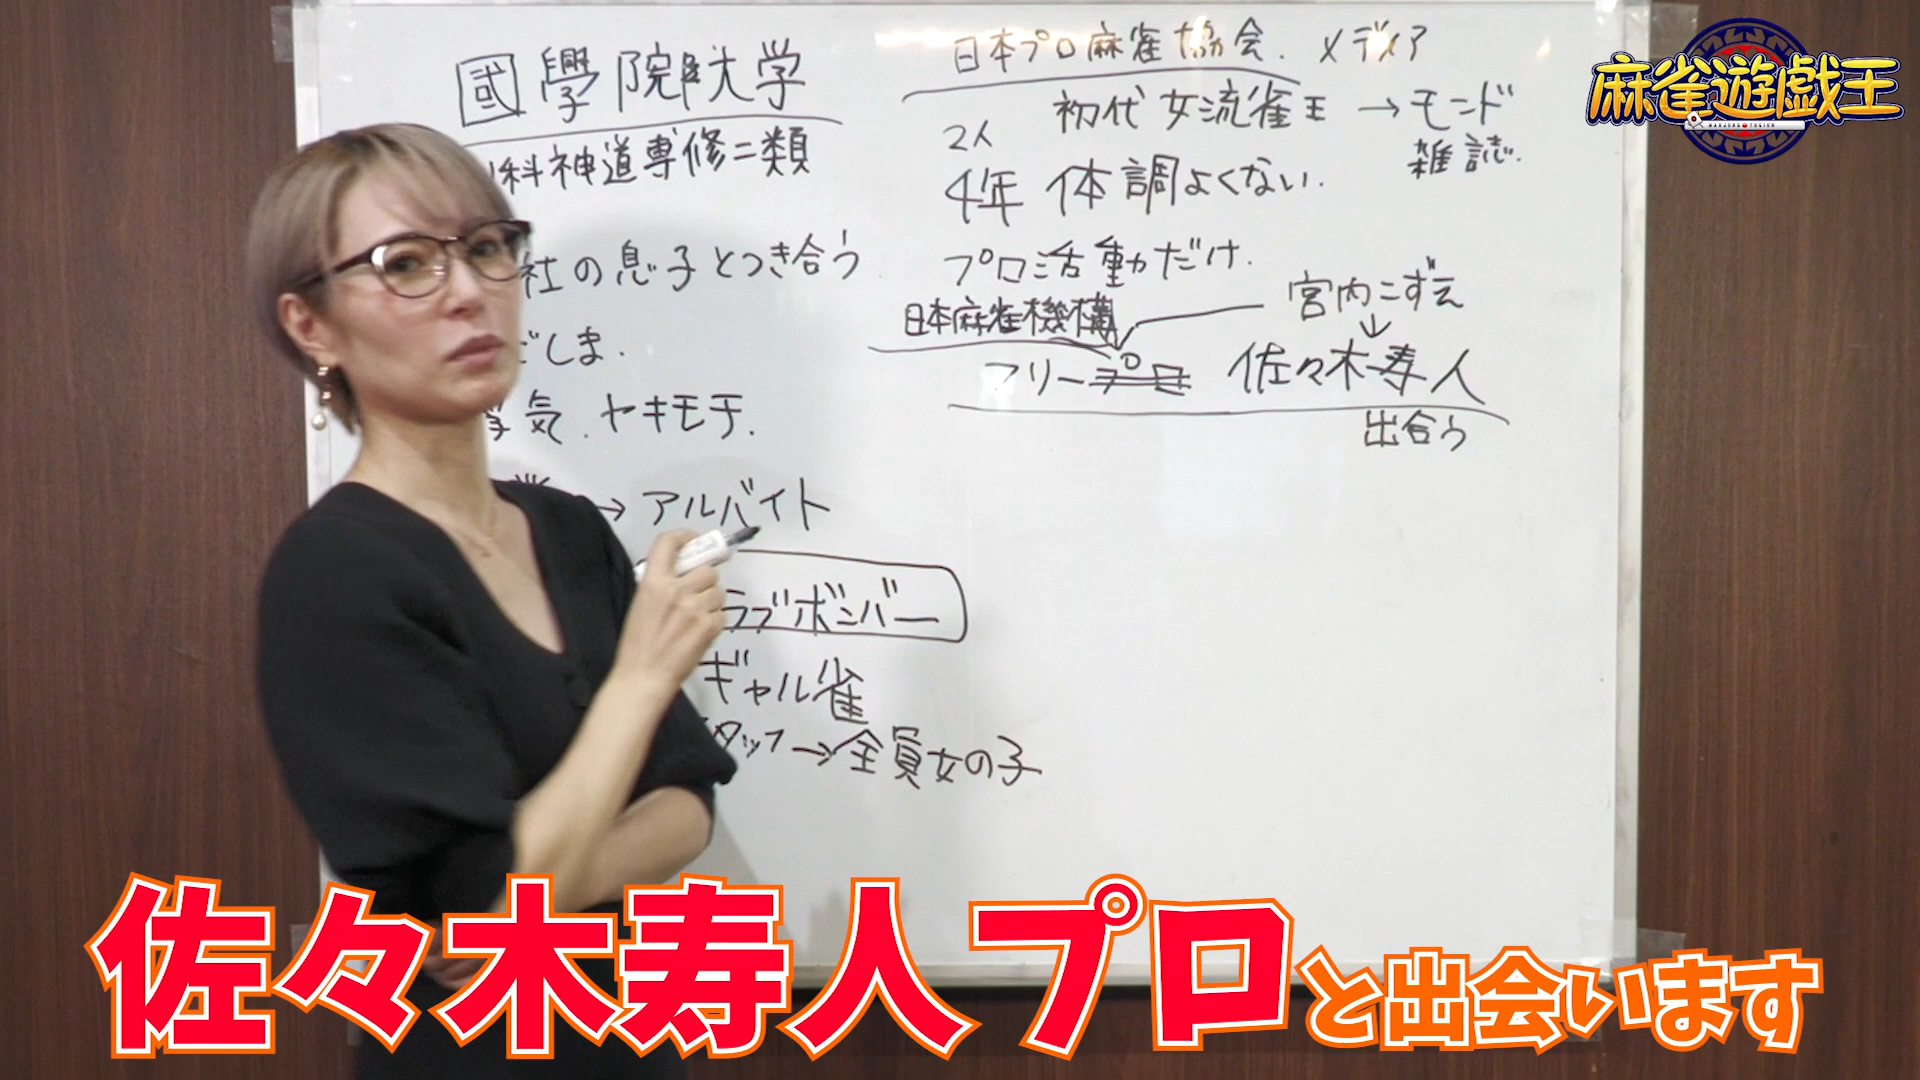 國學院大学
科神道専修二類
社の息子とつき合う
どしま.
気.ヤキモチ.
→アルバイト
ラブボンバー
ギャル雀
タッフ→全員女の子
日本プロ麻雀協会. メディア
初代女流雀王→モンド
雑誌.
2人
4年 体調よくない.
プロ活動だけ.
宮内こずえ
↓
日本麻雀機構
フリー 佐々木寿人
出合う
麻雀遊戯王
佐々木寿人プロと出会います